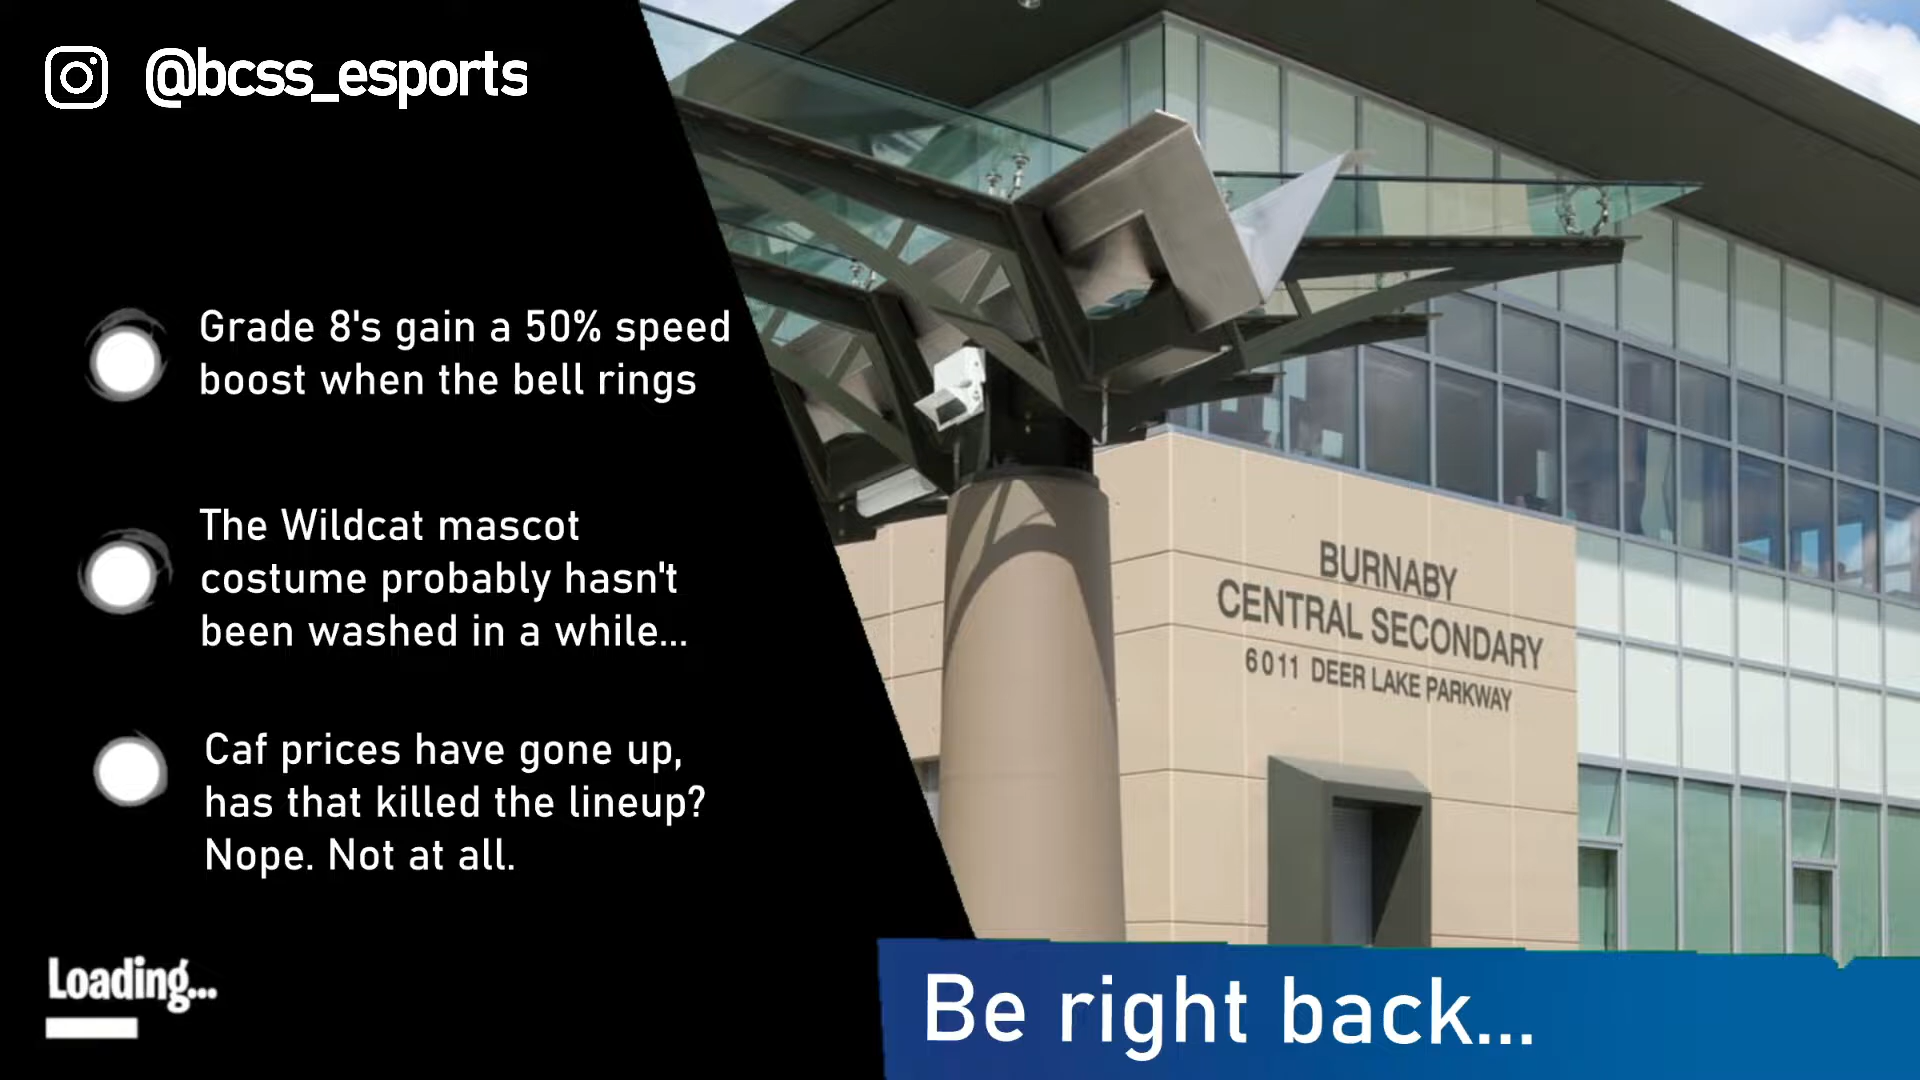 @bcss_esports
Grade 8's gain a 50% speed
boost when the bell rings
The Wildcat mascot
costume probably hasn't
been washed in a while...
Caf prices have gone up,
has that killed the lineup?
Nope. Not at all.
Loading...
BURNABY
CENTRAL SECONDARY
6011 DEER LAKE PARKWAY
Be right back...